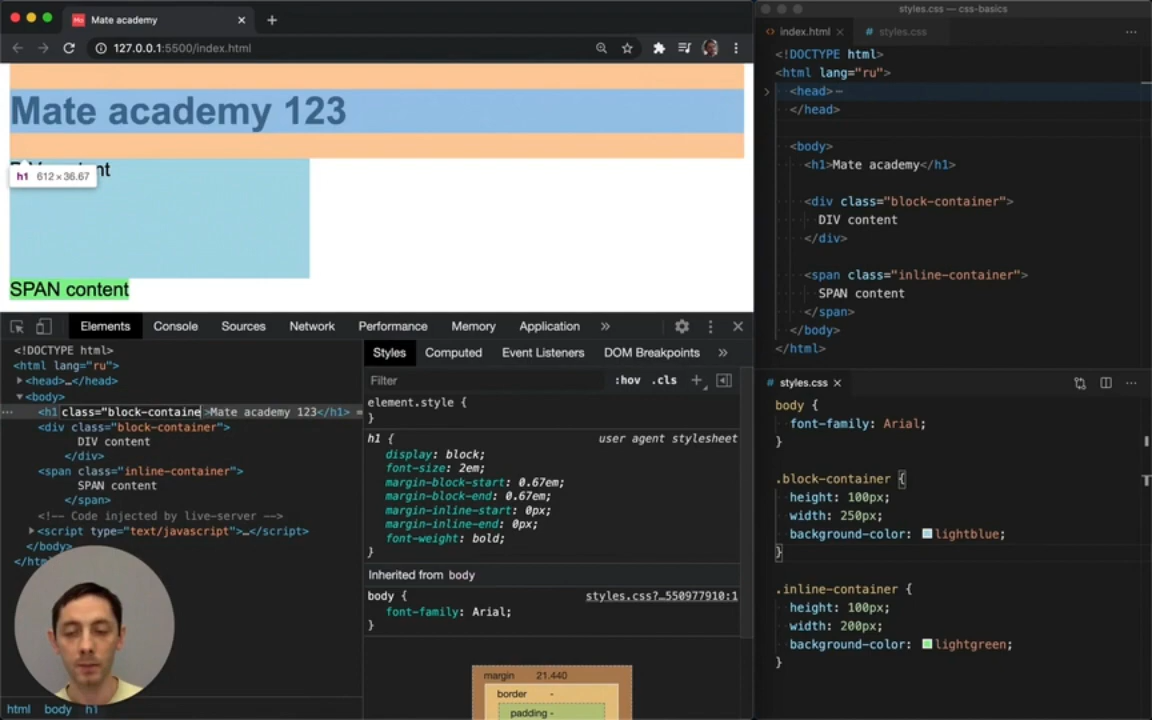 Mate academy
127.0.0.1:5500/index.html
Mate academy 123
h1 612 × 36.67
SPAN content
Elements Console Sources Network Performance Memory Application »
<!DOCTYPE html>
<html lang="ru">
<head>…</head>
<body>
<h1 class="block-containe >Mate academy 123</h1> =
<div class="block-container">
DIV content
</div>
<span class="inline-container">
SPAN content
</span>
<!-- Code injected by live-server -->
<script type="text/javascript">…</script>
</body>
html body h1
Styles Computed Event Listeners DOM Breakpoints »
Filter :hov .cls +
element.style {
}
h1 { user agent stylesheet
display: block;
font-size: 2em;
margin-block-start: 0.67em;
margin-block-end: 0.67em;
margin-inline-start: 0px;
margin-inline-end: 0px;
font-weight: bold;
}
Inherited from body
body { styles.css?…550977910:1
font-family: Arial;
}
margin 21.440
border -
padding -
styles.css — css-basics
index.html styles.css
<!DOCTYPE html>
<html lang="ru">
<head>
</head>
<body>
<h1>Mate academy</h1>
<div class="block-container">
DIV content
</div>
<span class="inline-container">
SPAN content
</span>
</body>
</html>
# styles.css
body {
font-family: Arial;
}
.block-container {
height: 100px;
width: 250px;
background-color: lightblue;
}
.inline-container {
height: 100px;
width: 200px;
background-color: lightgreen;
}